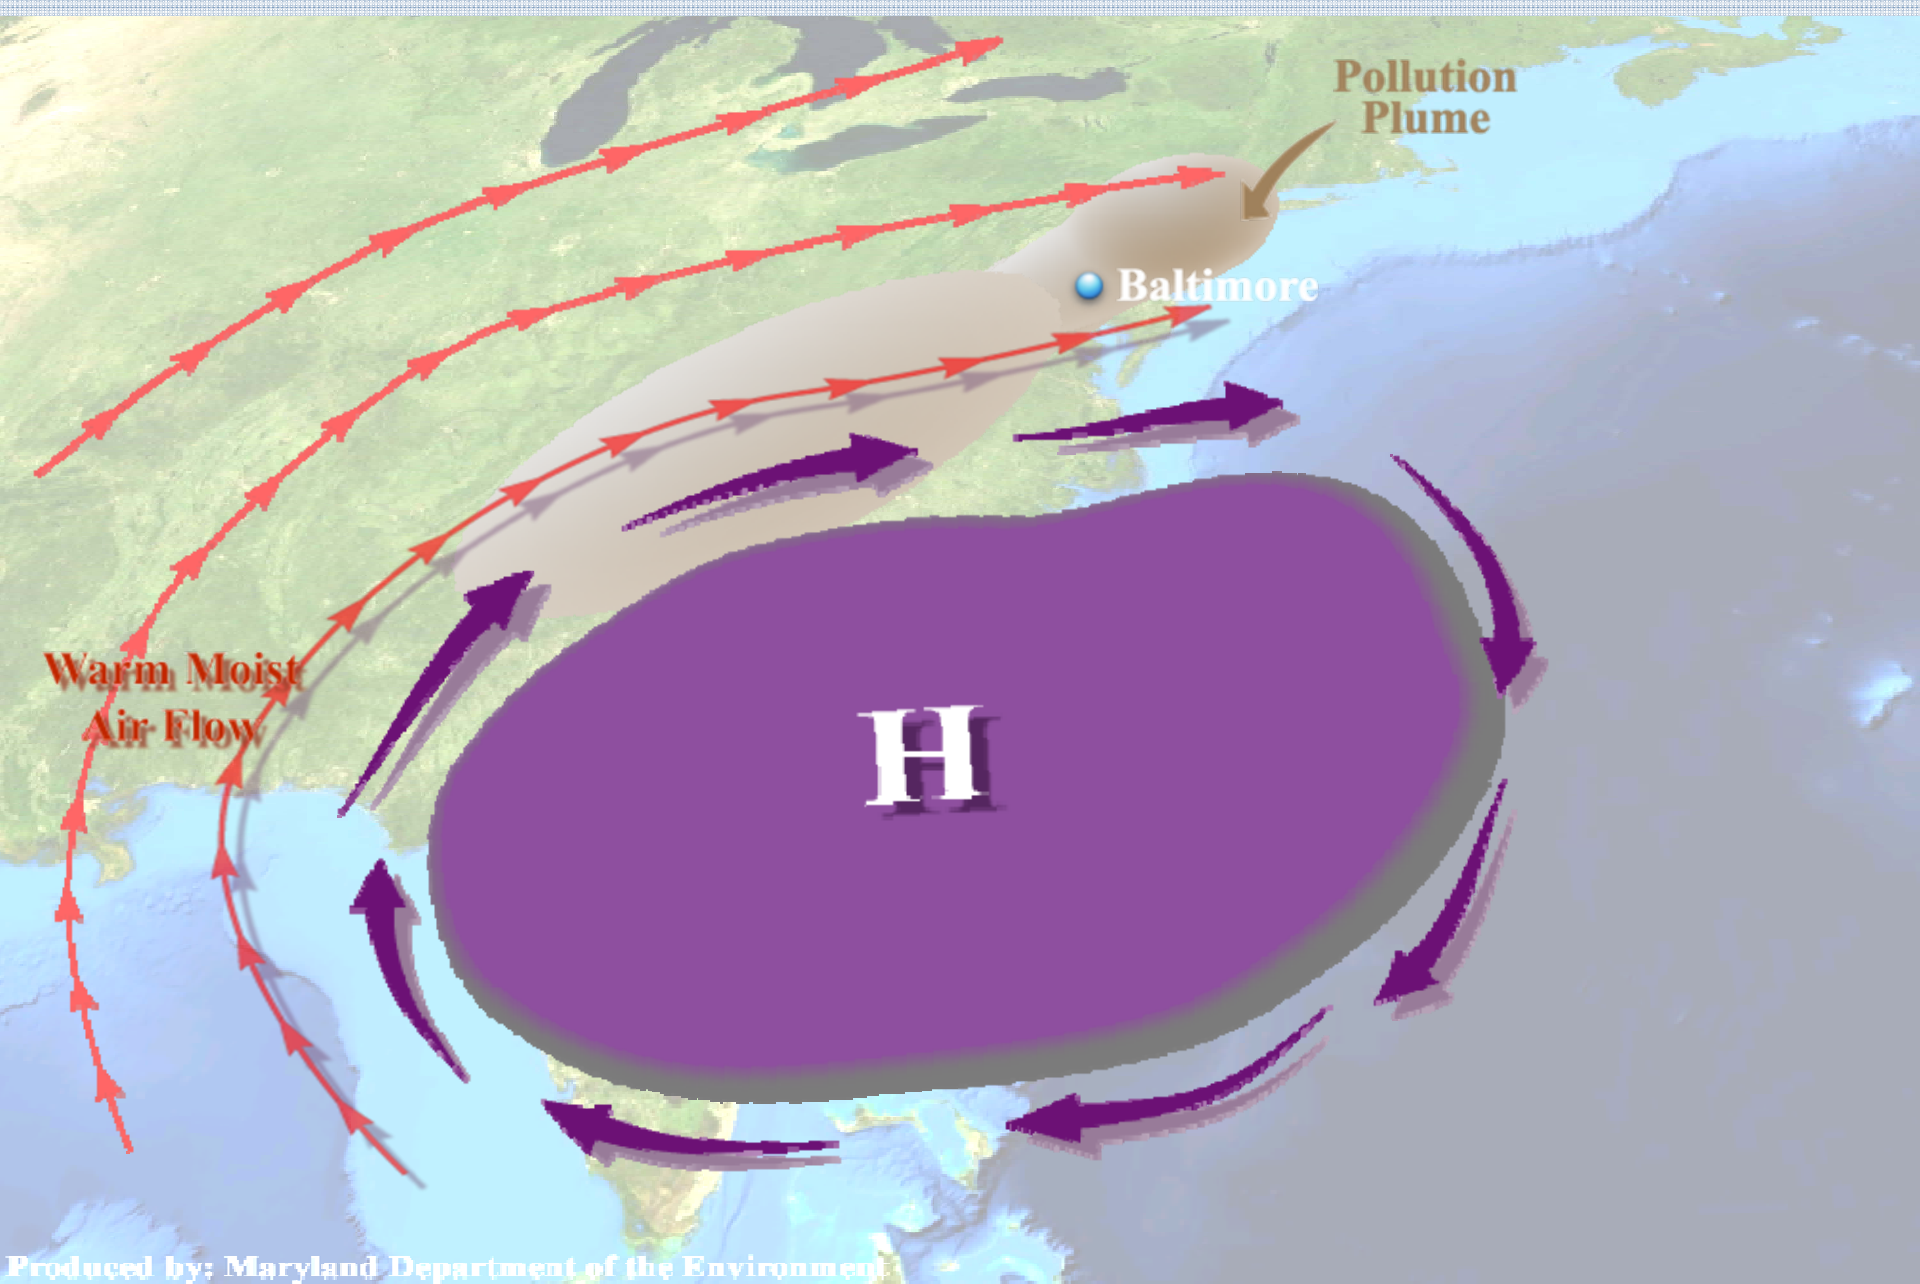 Pollution
Plume
Baltimore
Warm Moist
Air Flow
H
Produced by: Maryland Department of the Environment